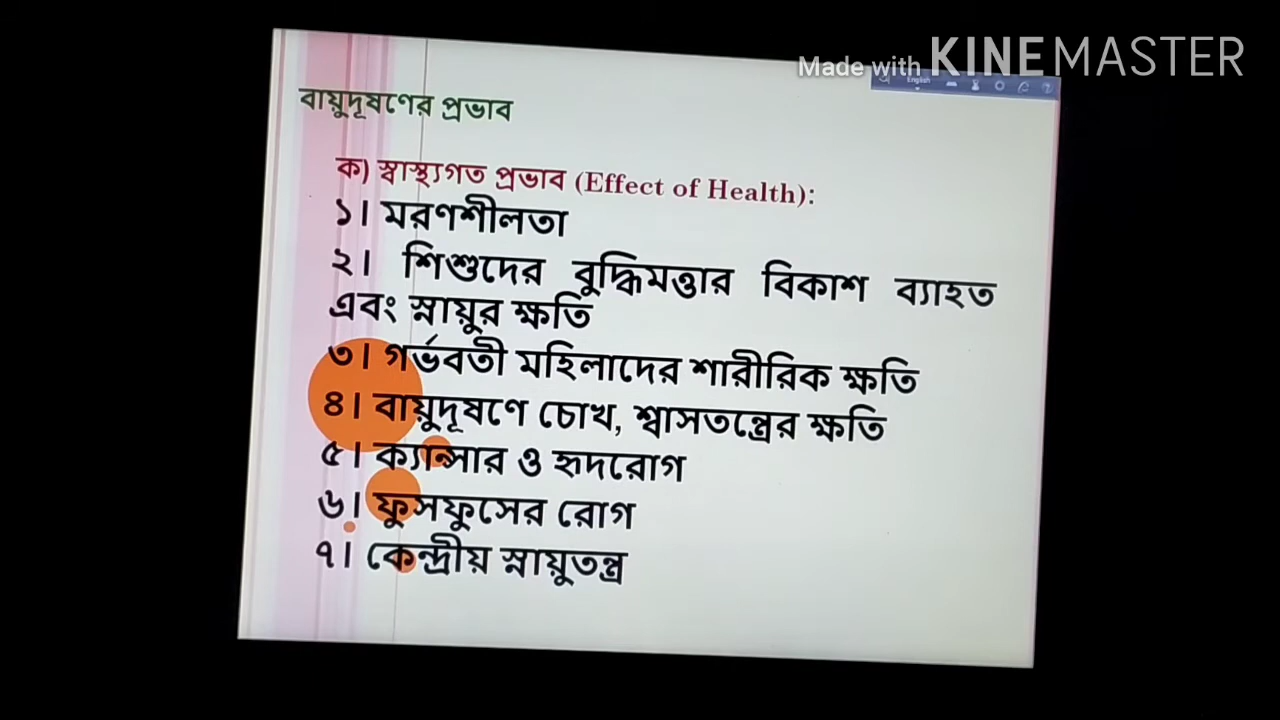 Made with KINEMASTER
English
বায়ুদূষণের প্রভাব
ক) স্বাস্থ্যগত প্রভাব (Effect of Health):
১। মরণশীলতা
২। শিশুদের বুদ্ধিমত্তার বিকাশ ব্যাহত
এবং স্নায়ুর ক্ষতি
৩। গর্ভবতী মহিলাদের শারীরিক ক্ষতি
৪। বায়ুদূষণে চোখ, শ্বাসতন্ত্রের ক্ষতি
৫। ক্যান্সার ও হৃদরোগ
৬। ফুসফুসের রোগ
৭। কেন্দ্রীয় স্নায়ুতন্ত্র